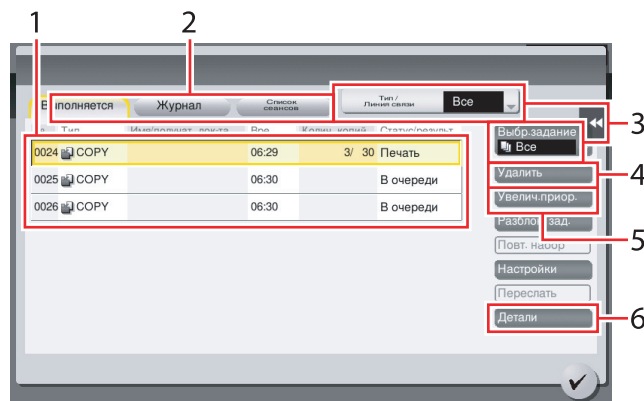 1 2
Выполняется Журнал Список сеансов Тип / Линия связи Все
Тип Имя/получат. док-та Вре Колич. копий Статус/результ
0024 COPY 06:29 3/ 30 Печать
0025 COPY 06:30 В очереди
0026 COPY 06:30 В очереди
Выбр.задание
Все
3
Удалить
4
Увелич.приор.
Разблок зад.
5
Повт. набор
Настройки
Переслать
Детали
6